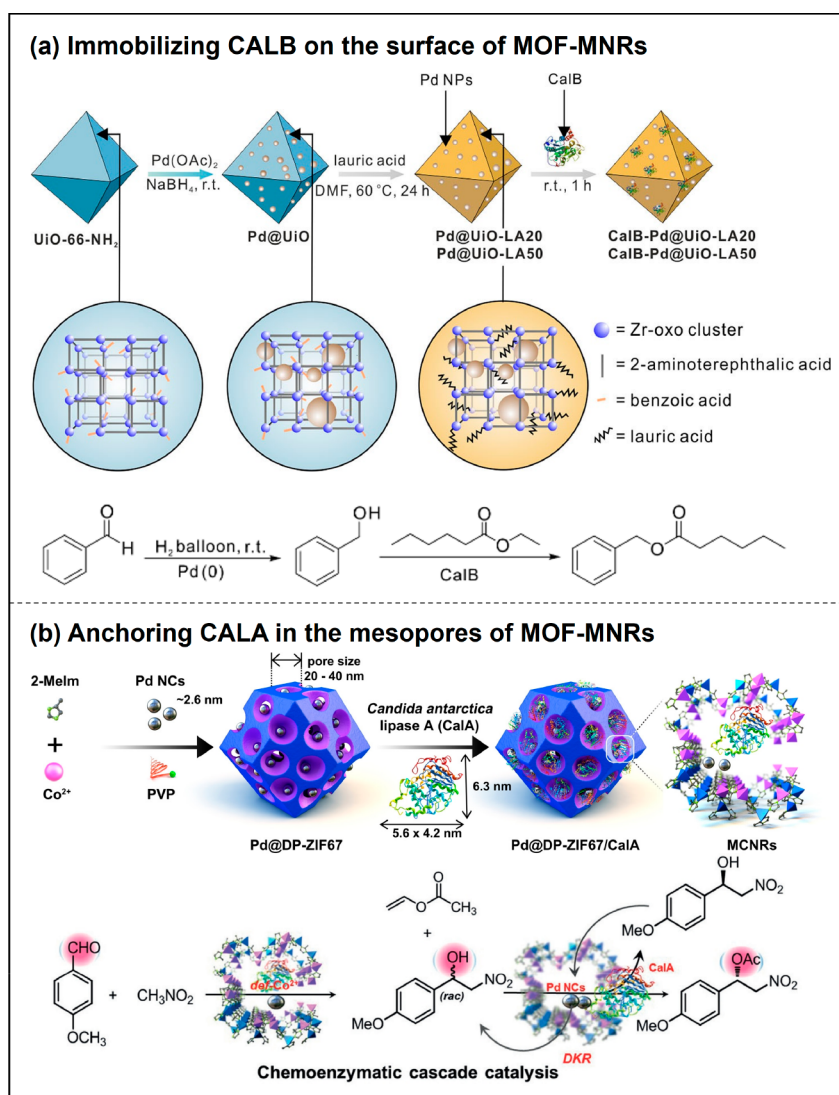 (a) Immobilizing CALB on the surface of MOF-MNRs
Pd NPs
CalB
Pd(OAc)2
NaBH4, r.t.
lauric acid
DMF, 60 °C, 24 h
r.t., 1 h
UiO-66-NH2
Pd@UiO
Pd@UiO-LA20
Pd@UiO-LA50
CalB-Pd@UiO-LA20
CalB-Pd@UiO-LA50
= Zr-oxo cluster
= 2-aminoterephthalic acid
= benzoic acid
= lauric acid
O
H
H2 balloon, r.t.
Pd(0)
OH
O
O
CalB
O
O
(b) Anchoring CALA in the mesopores of MOF-MNRs
2-MeIm
+
Co2+
Pd NCs
~2.6 nm
PVP
pore size
20 - 40 nm
Pd@DP-ZIF67
Candida antarctica
lipase A (CalA)
6.3 nm
5.6 x 4.2 nm
Pd@DP-ZIF67/CalA
MCNRs
CHO
OCH3
+
CH3NO2
def-Co2+
O
O
CH3
+
OH
NO2
(rac)
MeO
Pd NCs
CalA
DKR
OH
NO2
MeO
OAc
NO2
MeO
Chemoenzymatic cascade catalysis